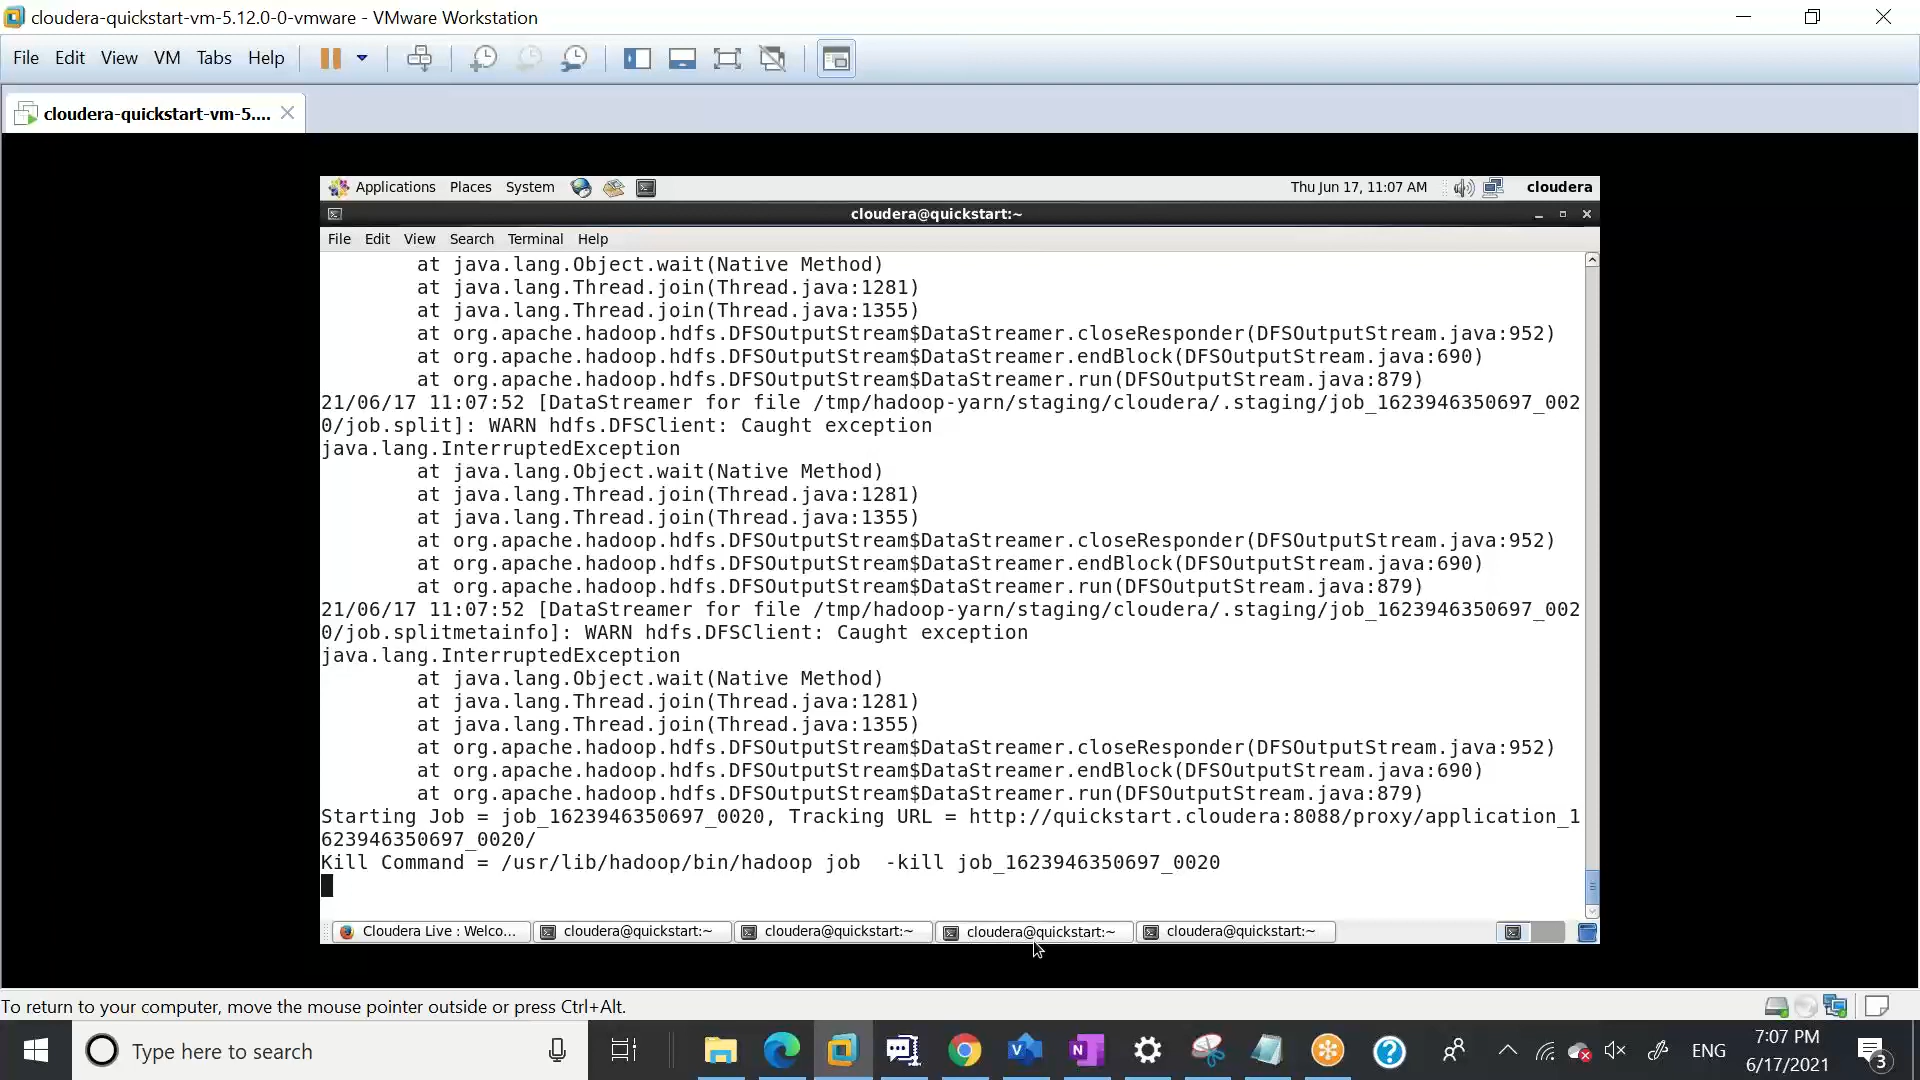 cloudera-quickstart-vm-5.12.0-0-vmware - VMware Workstation
File Edit View VM Tabs Help
cloudera-quickstart-vm-5....
Applications Places System Thu Jun 17, 11:07 AM cloudera
cloudera@quickstart:~
File Edit View Search Terminal Help
at java.lang.Object.wait(Native Method)
at java.lang.Thread.join(Thread.java:1281)
at java.lang.Thread.join(Thread.java:1355)
at org.apache.hadoop.hdfs.DFSOutputStream$DataStreamer.closeResponder(DFSOutputStream.java:952)
at org.apache.hadoop.hdfs.DFSOutputStream$DataStreamer.endBlock(DFSOutputStream.java:690)
at org.apache.hadoop.hdfs.DFSOutputStream$DataStreamer.run(DFSOutputStream.java:879)
21/06/17 11:07:52 [DataStreamer for file /tmp/hadoop-yarn/staging/cloudera/.staging/job_1623946350697_002
0/job.split]: WARN hdfs.DFSClient: Caught exception
java.lang.InterruptedException
at java.lang.Object.wait(Native Method)
at java.lang.Thread.join(Thread.java:1281)
at java.lang.Thread.join(Thread.java:1355)
at org.apache.hadoop.hdfs.DFSOutputStream$DataStreamer.closeResponder(DFSOutputStream.java:952)
at org.apache.hadoop.hdfs.DFSOutputStream$DataStreamer.endBlock(DFSOutputStream.java:690)
at org.apache.hadoop.hdfs.DFSOutputStream$DataStreamer.run(DFSOutputStream.java:879)
21/06/17 11:07:52 [DataStreamer for file /tmp/hadoop-yarn/staging/cloudera/.staging/job_1623946350697_002
0/job.splitmetainfo]: WARN hdfs.DFSClient: Caught exception
java.lang.InterruptedException
at java.lang.Object.wait(Native Method)
at java.lang.Thread.join(Thread.java:1281)
at java.lang.Thread.join(Thread.java:1355)
at org.apache.hadoop.hdfs.DFSOutputStream$DataStreamer.closeResponder(DFSOutputStream.java:952)
at org.apache.hadoop.hdfs.DFSOutputStream$DataStreamer.endBlock(DFSOutputStream.java:690)
at org.apache.hadoop.hdfs.DFSOutputStream$DataStreamer.run(DFSOutputStream.java:879)
Starting Job = job_1623946350697_0020, Tracking URL = http://quickstart.cloudera:8088/proxy/application_1
623946350697_0020/
Kill Command = /usr/lib/hadoop/bin/hadoop job  -kill job_1623946350697_0020
Cloudera Live : Welco... cloudera@quickstart:~ cloudera@quickstart:~ cloudera@quickstart:~ cloudera@quickstart:~
To return to your computer, move the mouse pointer outside or press Ctrl+Alt.
Type here to search ENG 7:07 PM
6/17/2021 3